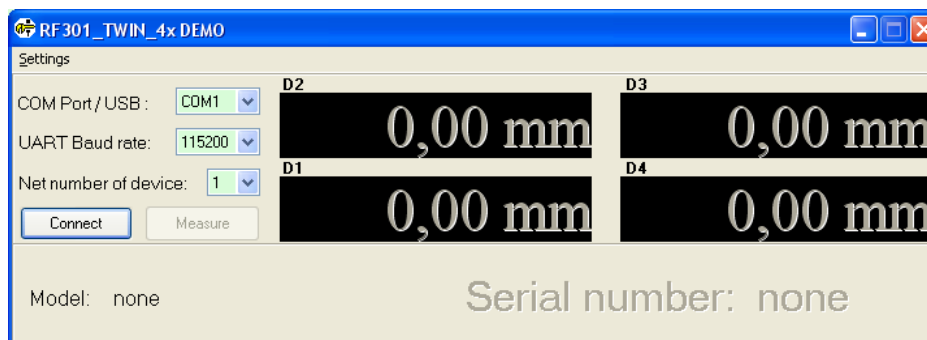 RF301_TWIN_4x DEMO
Settings
COM Port / USB : COM1
UART Baud rate: 115200
Net number of device: 1
Connect Measure
D2
0,00 mm
D3
0,00 mm
D1
0,00 mm
D4
0,00 mm
Model: none
Serial number: none